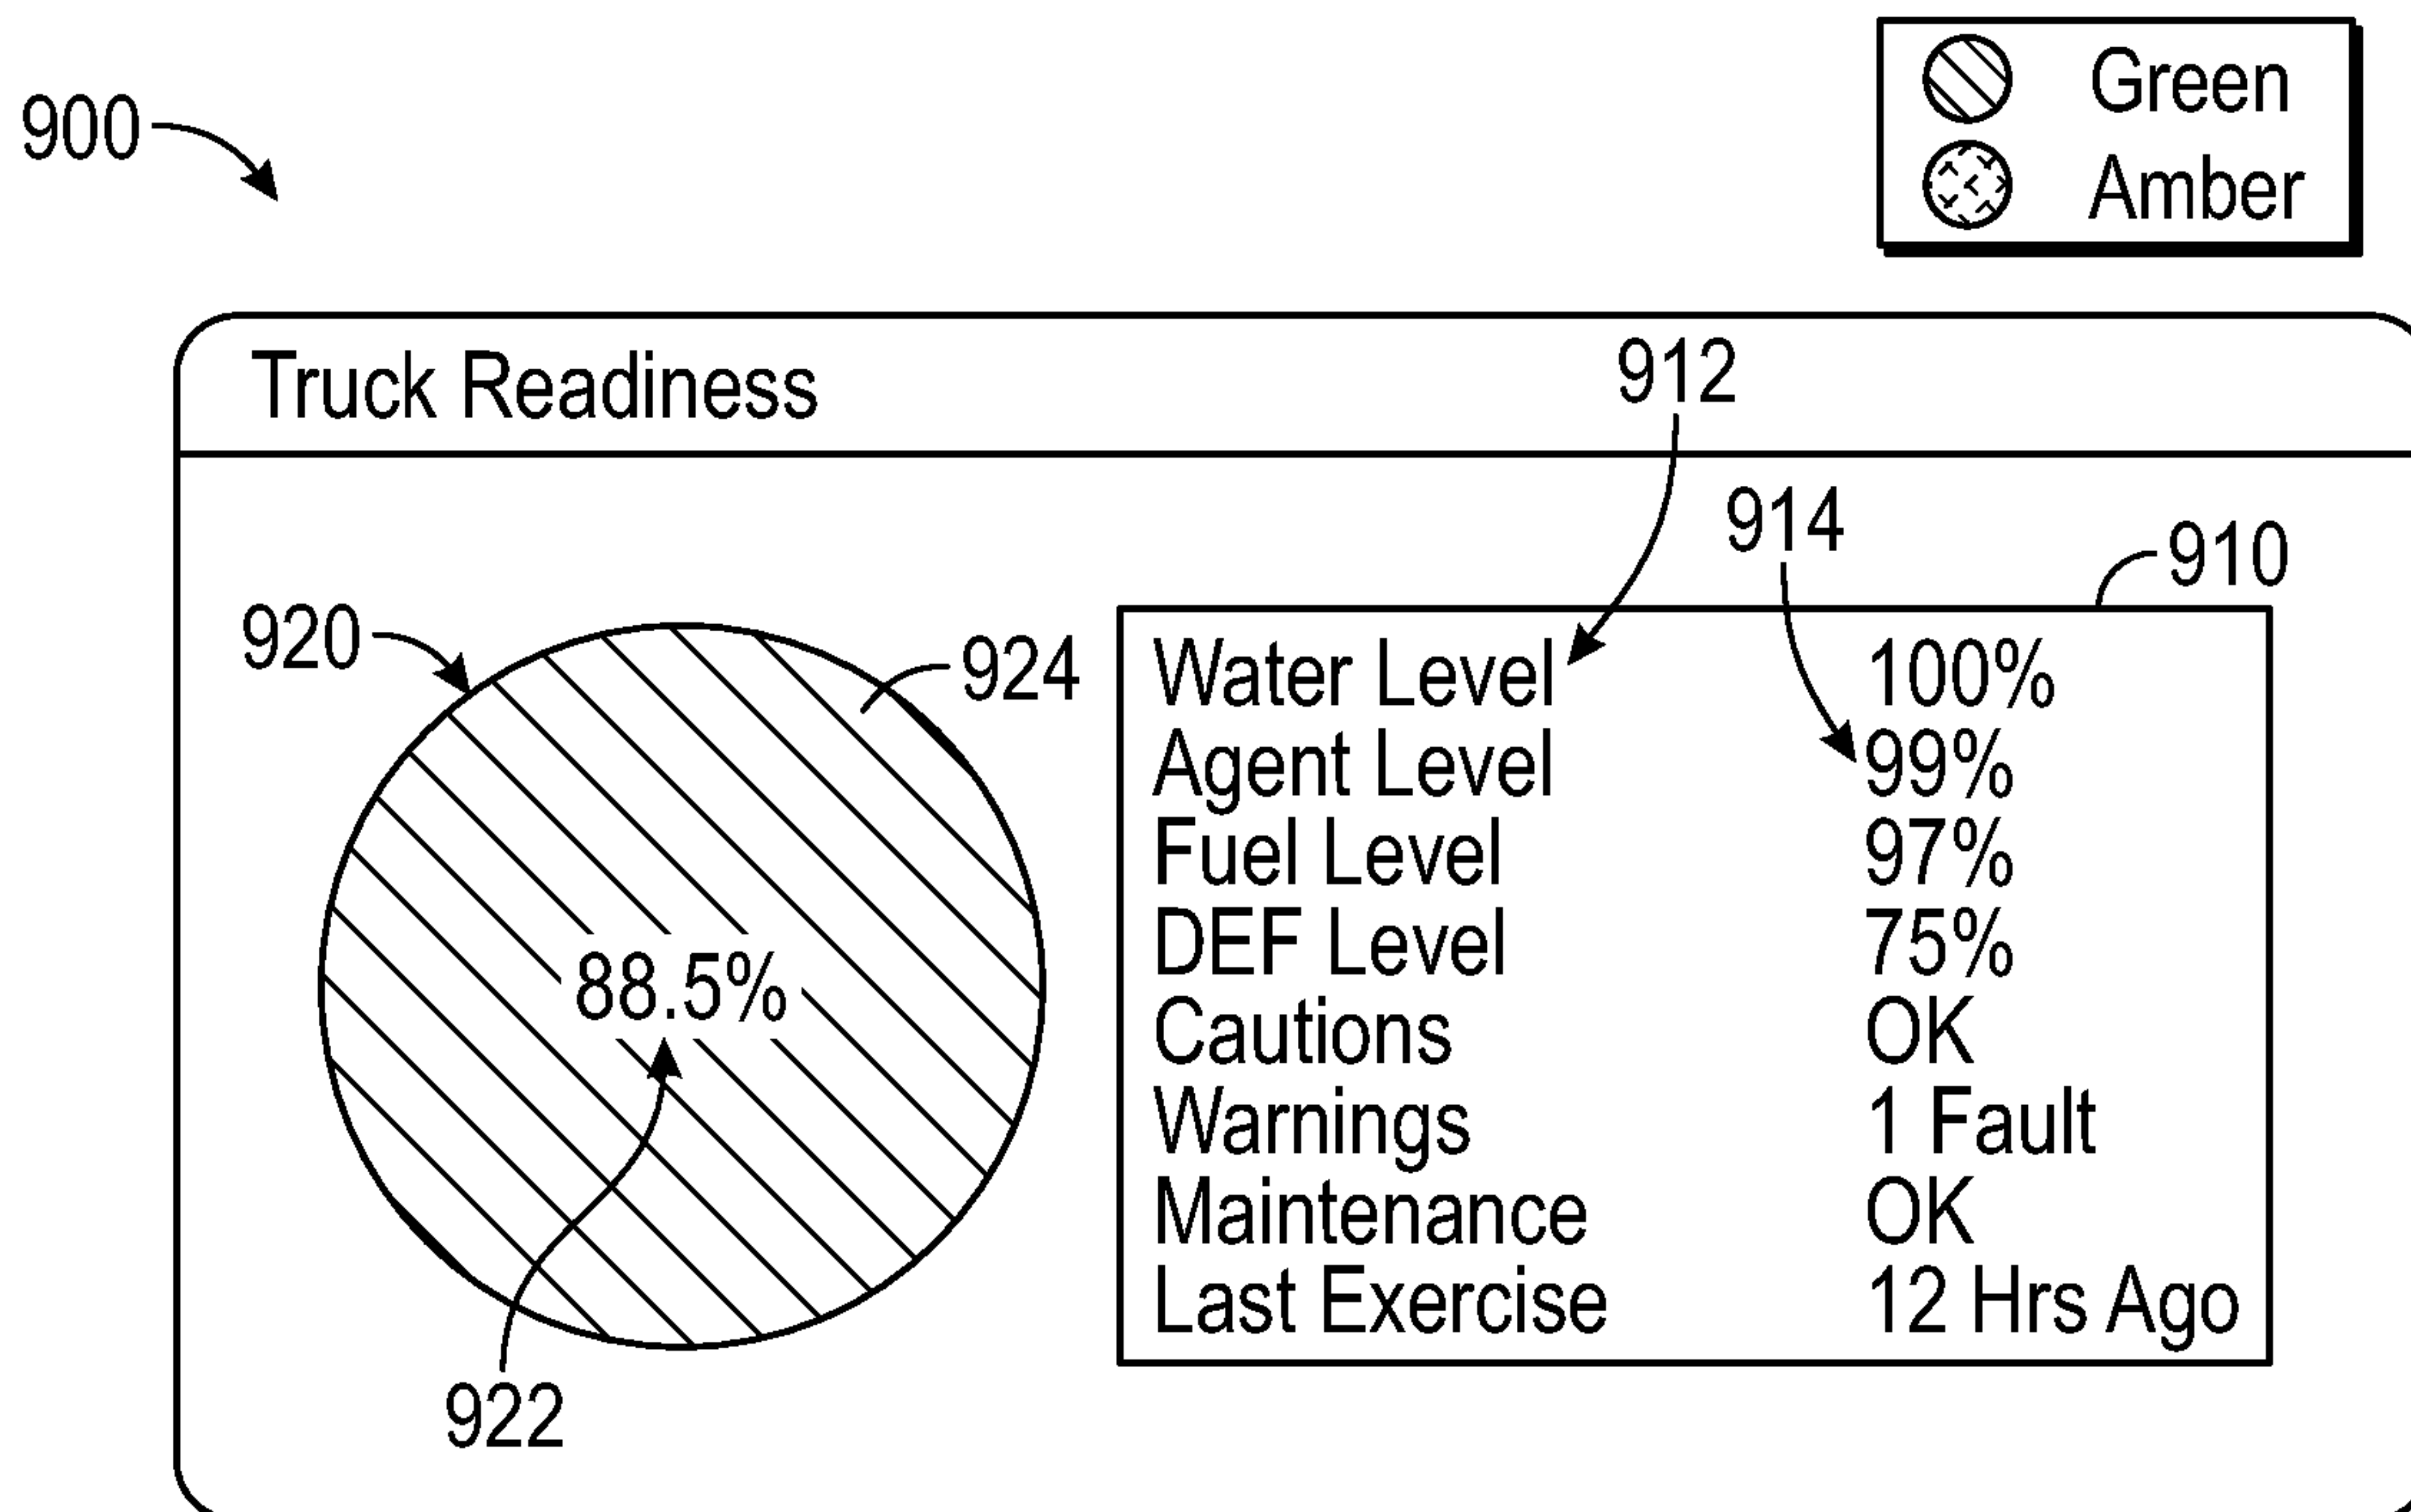 900
Green
Amber
Truck Readiness
912
914
910
920
924
88.5%
922
Water Level 100%
Agent Level 99%
Fuel Level 97%
DEF Level 75%
Cautions OK
Warnings 1 Fault
Maintenance OK
Last Exercise 12 Hrs Ago